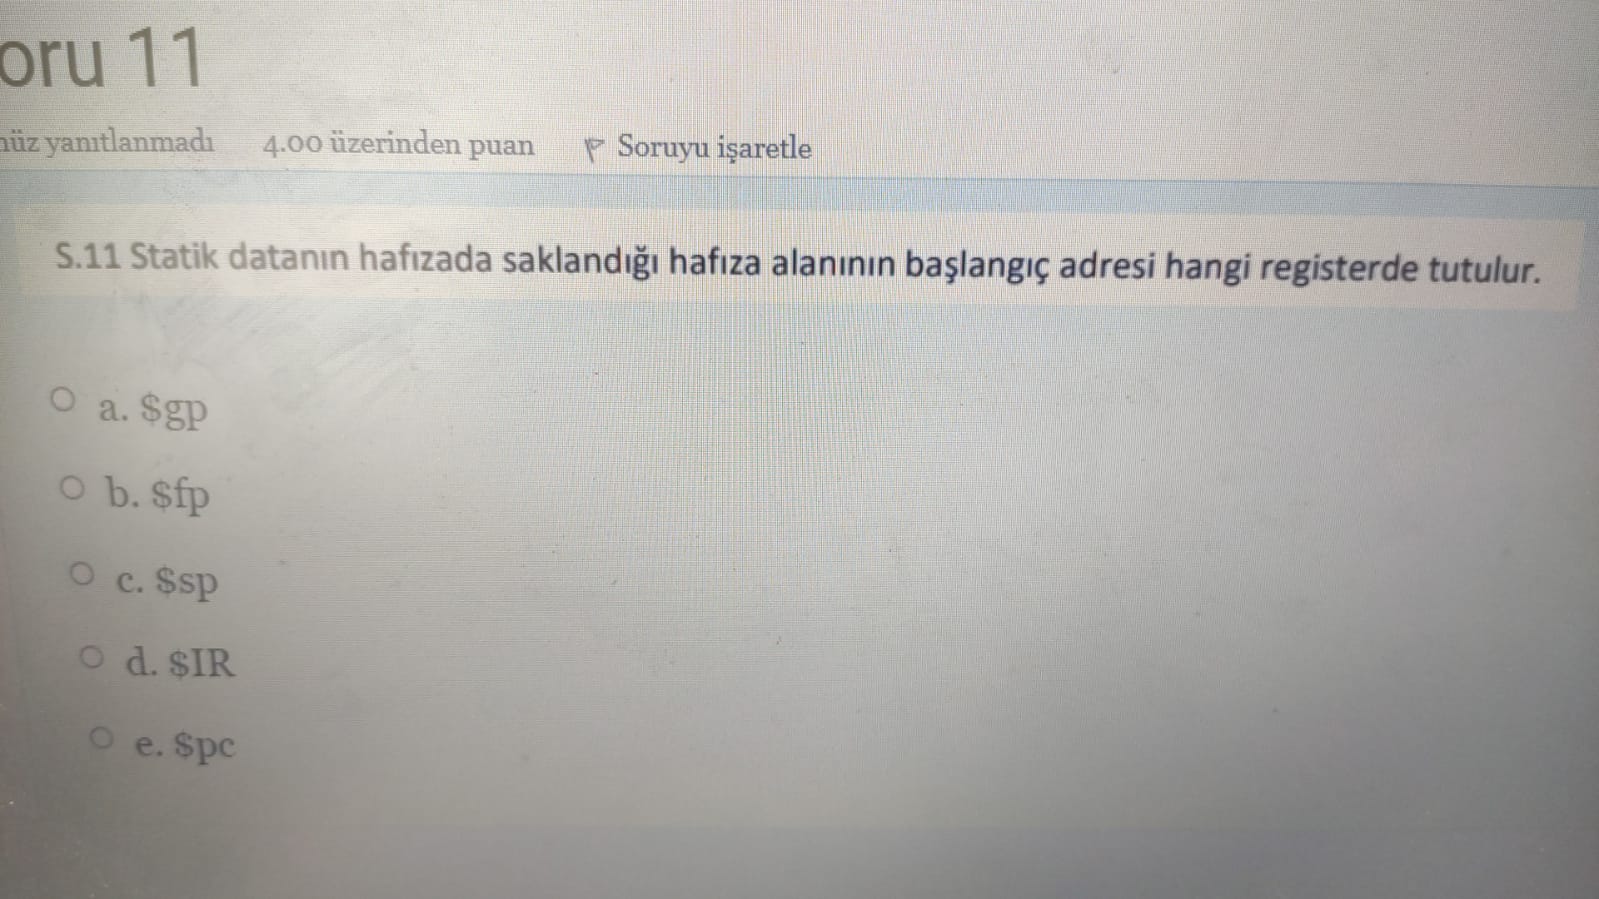 oru 11
nüz yanıtlanmadı 4.00 üzerinden puan Soruyu işaretle
S.11 Statik datanın hafızada saklandığı hafıza alanının başlangıç adresi hangi registerde tutulur.
a. $gp
b. $fp
c. $sp
d. $IR
e. $pc